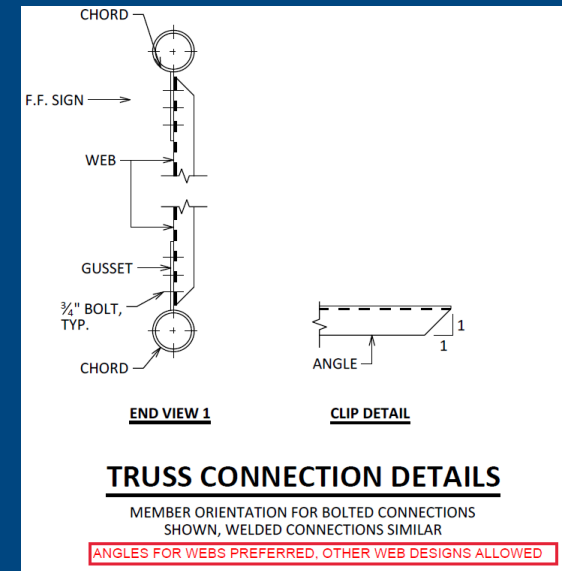 CHORD
F.F. SIGN
WEB
GUSSET
¾" BOLT,
TYP.
CHORD
1
1
ANGLE
END VIEW 1
CLIP DETAIL
TRUSS CONNECTION DETAILS
MEMBER ORIENTATION FOR BOLTED CONNECTIONS
SHOWN, WELDED CONNECTIONS SIMILAR
ANGLES FOR WEBS PREFERRED, OTHER WEB DESIGNS ALLOWED